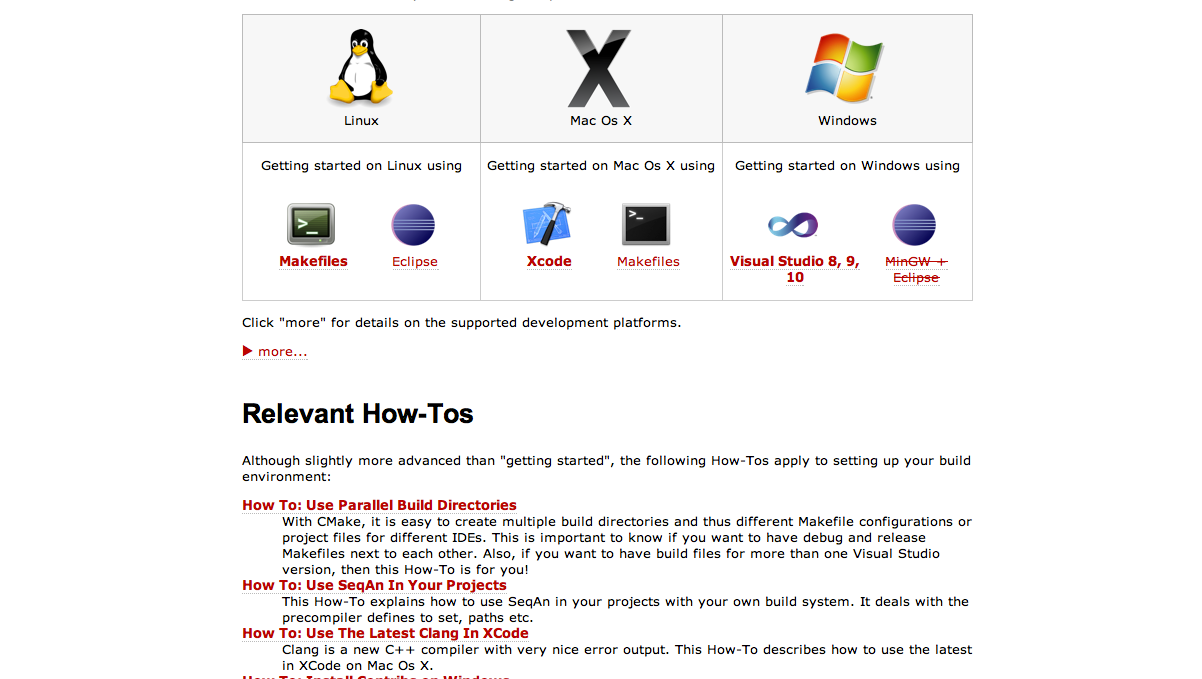 Linux
Mac Os X
Windows
Getting started on Linux using
Getting started on Mac Os X using
Getting started on Windows using
Makefiles
Eclipse
Xcode
Makefiles
Visual Studio 8, 9,
10
MinGW +
Eclipse
Click "more" for details on the supported development platforms.
more...
Relevant How-Tos
Although slightly more advanced than "getting started", the following How-Tos apply to setting up your build
environment:
How To: Use Parallel Build Directories
With CMake, it is easy to create multiple build directories and thus different Makefile configurations or
project files for different IDEs. This is important to know if you want to have debug and release
Makefiles next to each other. Also, if you want to have build files for more than one Visual Studio
version, then this How-To is for you!
How To: Use SeqAn In Your Projects
This How-To explains how to use SeqAn in your projects with your own build system. It deals with the
precompiler defines to set, paths etc.
How To: Use The Latest Clang In XCode
Clang is a new C++ compiler with very nice error output. This How-To describes how to use the latest
in XCode on Mac Os X.
How To: Install Contribs on Windows